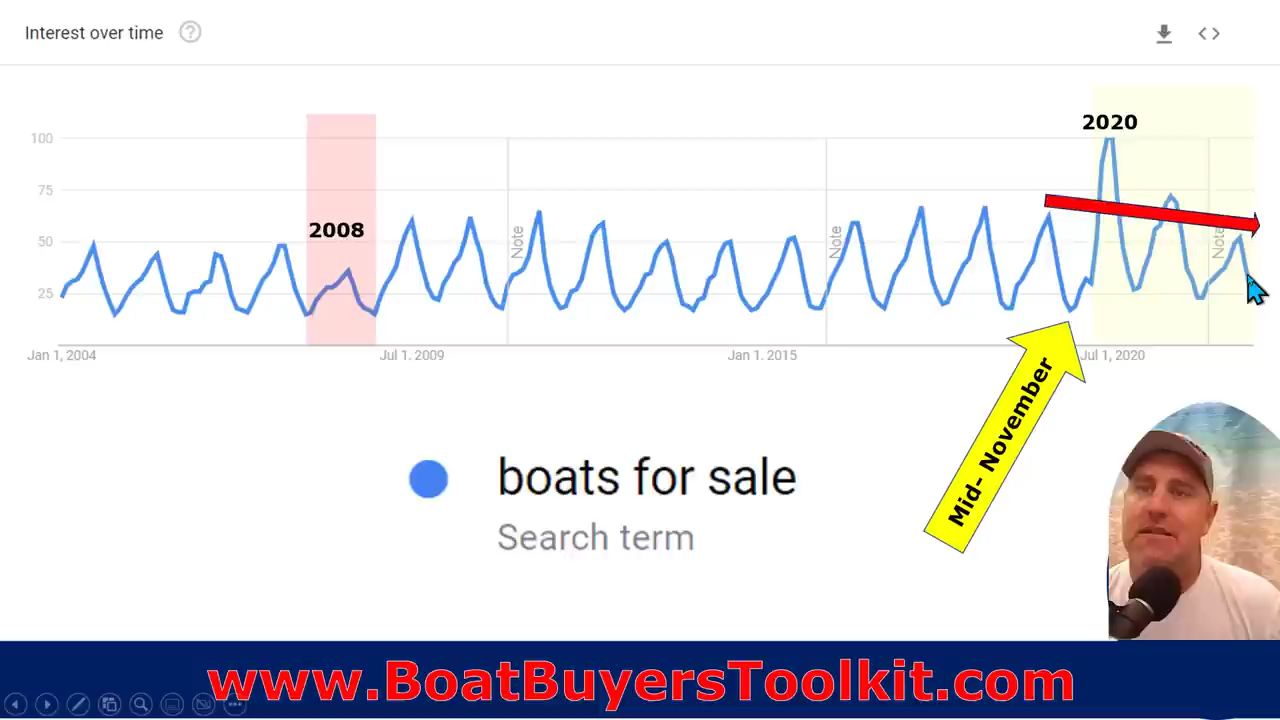 Interest over time
?
2020
100
75
2008
Note
Note
Note
50
25
Jan 1, 2004
Jul 1. 2009
Jan 1. 2015
Jul 1, 2020
Mid- November
boats for sale
Search term
www.BoatBuyersToolkit.com